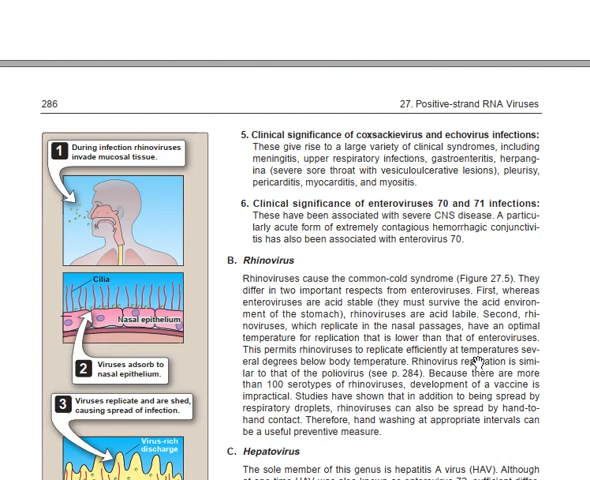 286
27. Positive-strand RNA Viruses
1
During infection rhinoviruses
invade mucosal tissue.
Cilia
Nasal epithelium
2
Viruses adsorb to
nasal epithelium.
3
Viruses replicate and are shed,
causing spread of infection.
Virus-rich
discharge
5. Clinical significance of coxsackievirus and echovirus infections:
These give rise to a large variety of clinical syndromes, including
meningitis, upper respiratory infections, gastroenteritis, herpang-
ina (severe sore throat with vesiculoulcerative lesions), pleurisy,
pericarditis, myocarditis, and myositis.
6. Clinical significance of enteroviruses 70 and 71 infections:
These have been associated with severe CNS disease. A particu-
larly acute form of extremely contagious hemorrhagic conjunctivi-
tis has also been associated with enterovirus 70.
B. Rhinovirus
Rhinoviruses cause the common-cold syndrome (Figure 27.5). They
differ in two important respects from enteroviruses. First, whereas
enteroviruses are acid stable (they must survive the acid environ-
ment of the stomach), rhinoviruses are acid labile. Second, rhi-
noviruses, which replicate in the nasal passages, have an optimal
temperature for replication that is lower than that of enteroviruses.
This permits rhinoviruses to replicate efficiently at temperatures sev-
eral degrees below body temperature. Rhinovirus replication is simi-
lar to that of the poliovirus (see p. 284). Because there are more
than 100 serotypes of rhinoviruses, development of a vaccine is
impractical. Studies have shown that in addition to being spread by
respiratory droplets, rhinoviruses can also be spread by hand-to-
hand contact. Therefore, hand washing at appropriate intervals can
be a useful preventive measure.
C. Hepatovirus
The sole member of this genus is hepatitis A virus (HAV). Although